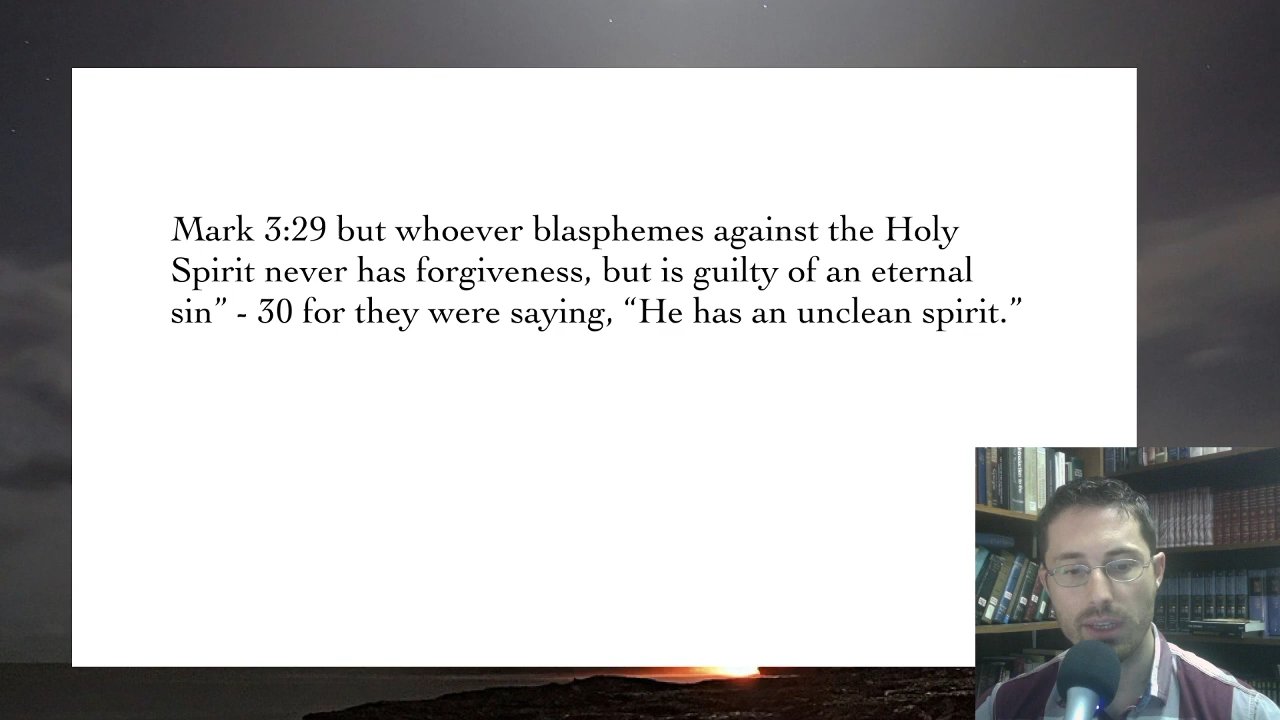 Mark 3:29 but whoever blasphemes against the Holy
Spirit never has forgiveness, but is guilty of an eternal
sin” - 30 for they were saying, “He has an unclean spirit.”